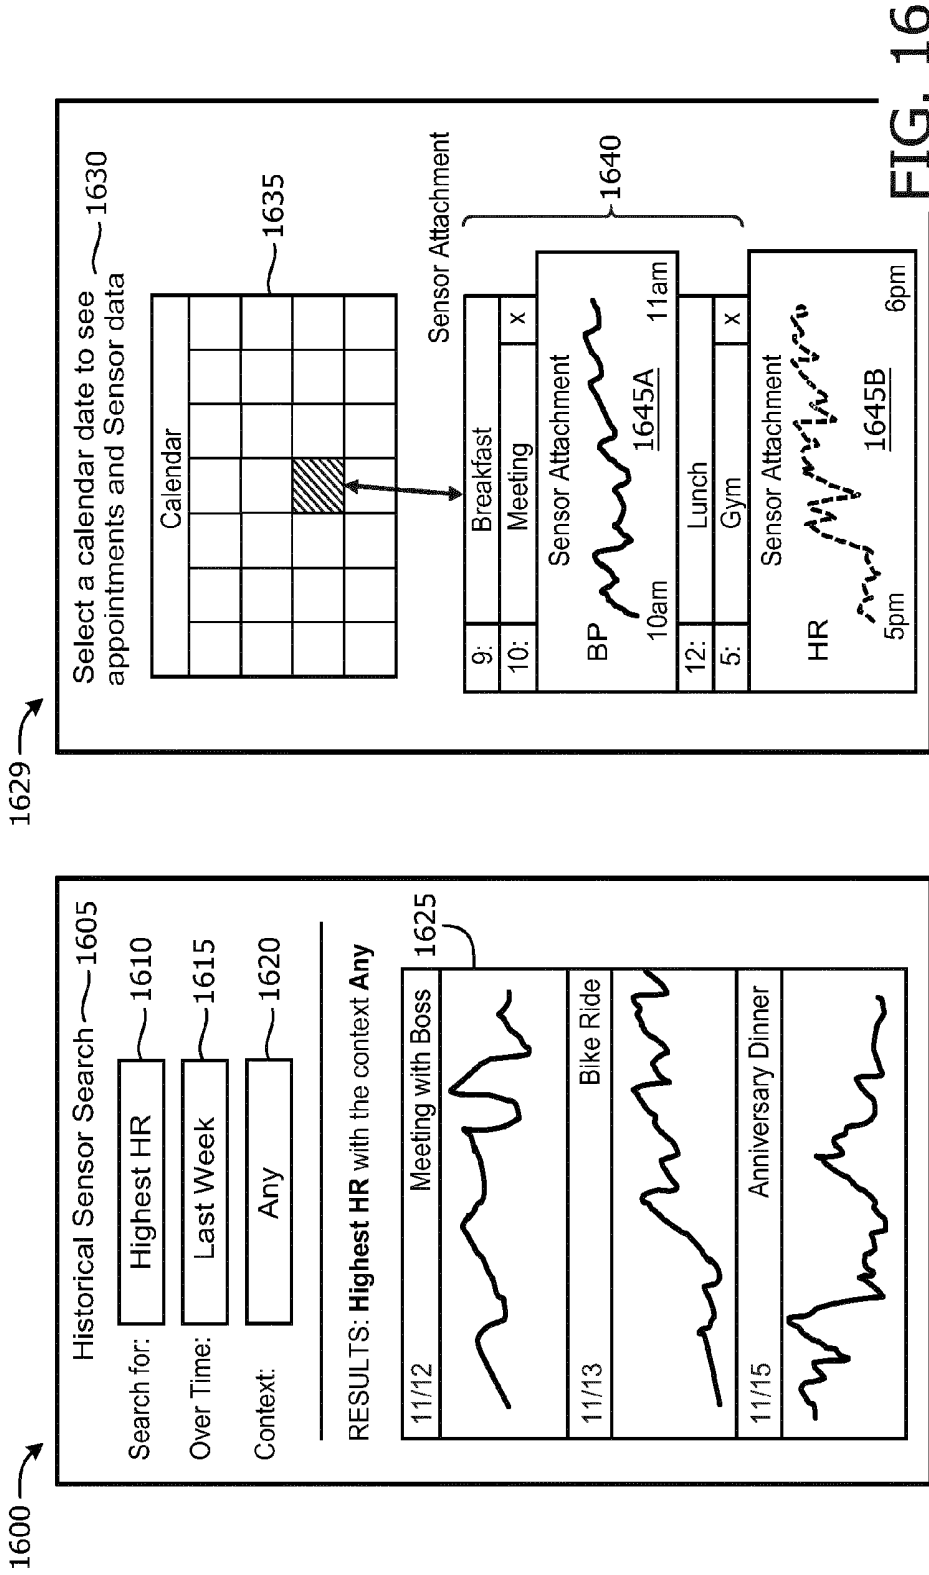 1600
Historical Sensor Search 1605
Search for: Highest HR 1610
Over Time: Last Week 1615
Context: Any 1620
RESULTS: Highest HR with the context Any
1625
11/12 Meeting with Boss
11/13 Bike Ride
11/15 Anniversary Dinner
1629
Select a calendar date to see
appointments and Sensor data 1630
Calendar
1635
Sensor Attachment
9: Breakfast
10: Meeting x
Sensor Attachment
BP
1645A
10am 11am
12: Lunch
5: Gym x
Sensor Attachment
HR
1645B
5pm 6pm
1640
FIG. 16